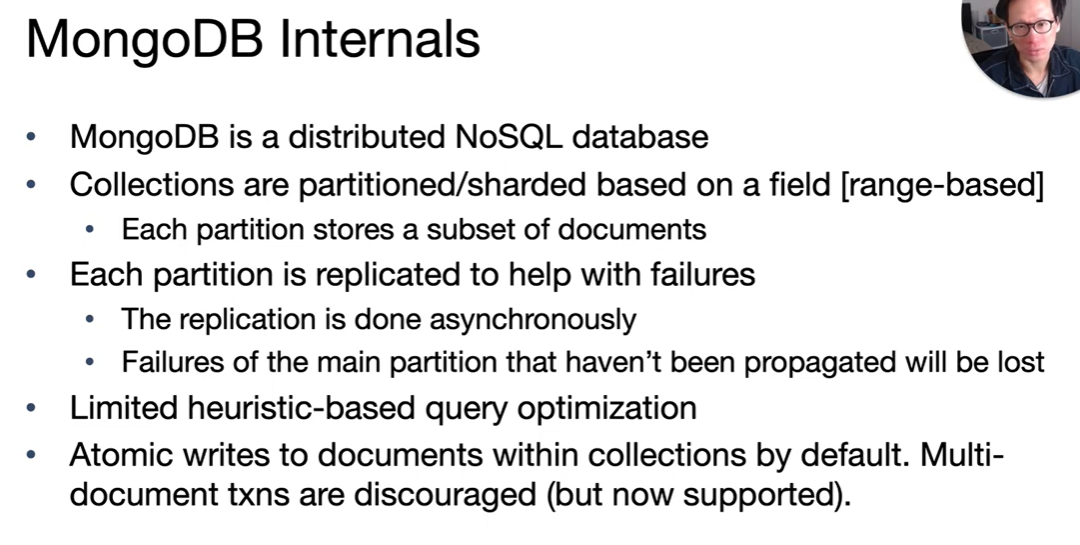 MongoDB Internals
• MongoDB is a distributed NoSQL database
• Collections are partitioned/sharded based on a field [range-based]
• Each partition stores a subset of documents
• Each partition is replicated to help with failures
• The replication is done asynchronously
• Failures of the main partition that haven’t been propagated will be lost
• Limited heuristic-based query optimization
• Atomic writes to documents within collections by default. Multi-
document txns are discouraged (but now supported).